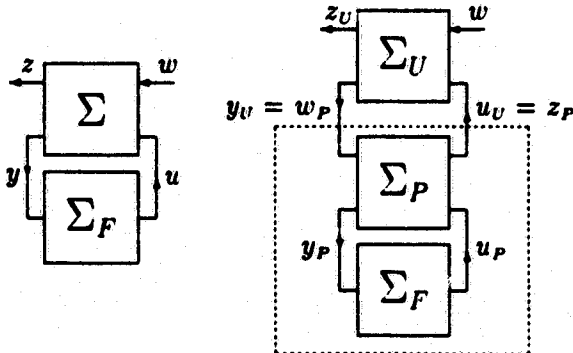 z w
Σ
y u
Σ_F
z_U w
Σ_U
y_U = w_P u_U = z_P
Σ_P
y_P u_P
Σ_F